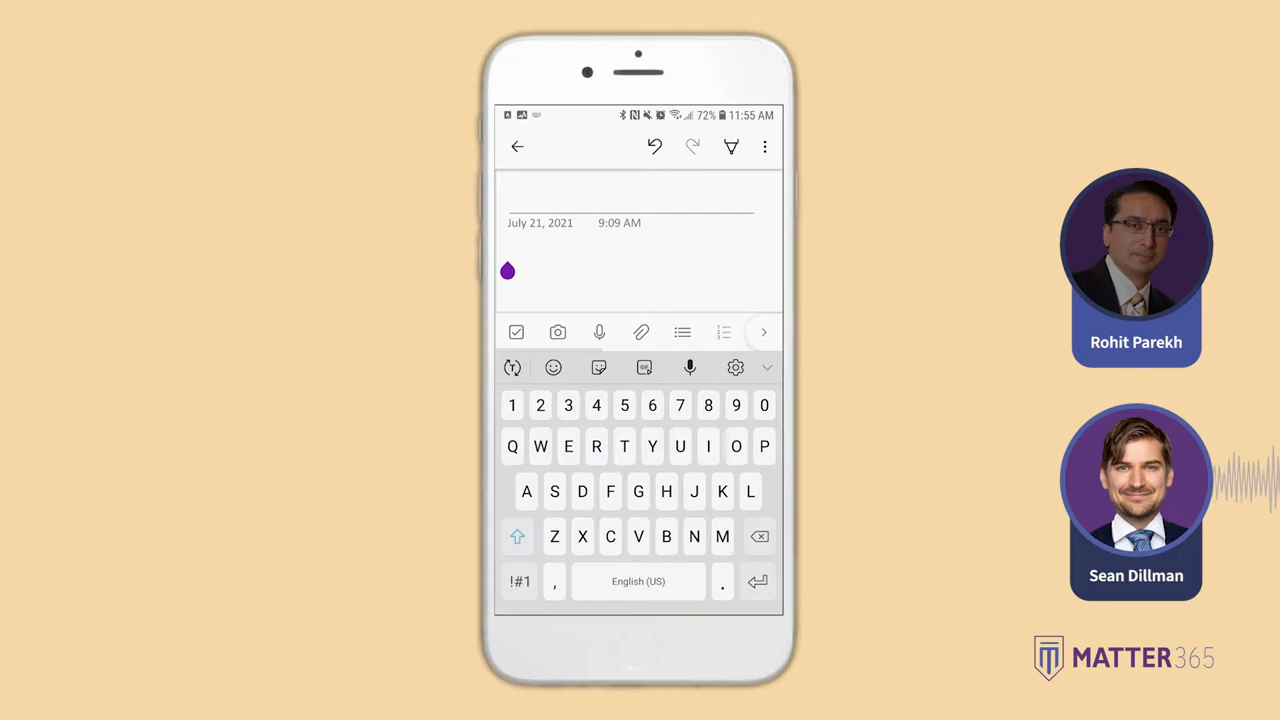 72% 11:55 AM
July 21, 2021 9:09 AM
T
GIF
1 2 3 4 5 6 7 8 9 0
Q W E R T Y U I O P
A S D F G H J K L
Z X C V B N M
!#1 , English (US) .
Rohit Parekh
Sean Dillman
MATTER365